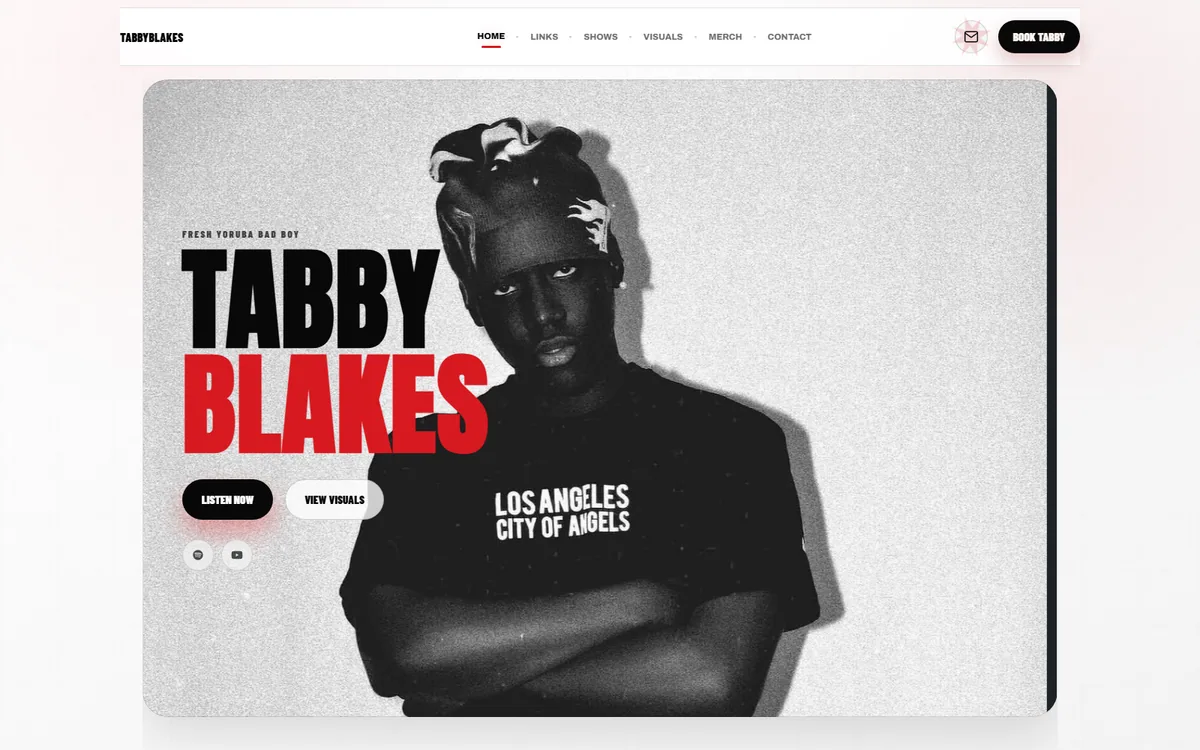 TABBYBLAKES
HOME · LINKS · SHOWS · VISUALS · MERCH · CONTACT
BOOK TABBY
FRESH YORUBA BAD BOY
TABBY
BLAKES
LISTEN NOW
VIEW VISUALS
LOS ANGELES
CITY OF ANGELS